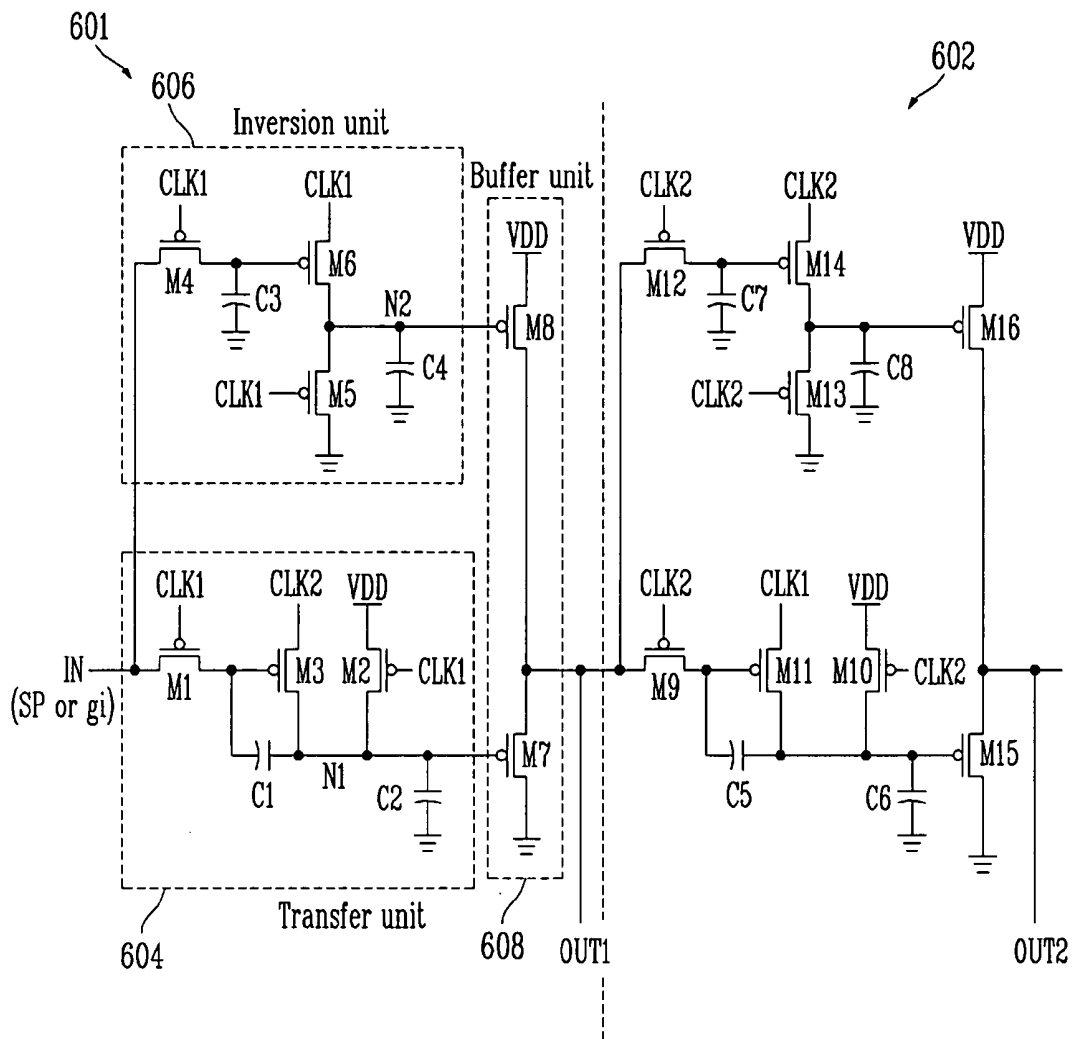 601
602
606
Inversion unit
Buffer unit
CLK1
CLK1
CLK2
CLK2
VDD
VDD
M4
C3
M6
N2
M8
M12
C7
M14
M16
C4
C8
CLK1
M5
CLK2
M13
CLK1
CLK2
VDD
CLK2
CLK1
VDD
IN
(SP or gi)
M1
M3
M2
CLK1
M9
M11
M10
CLK2
M7
M15
C1
N1
C2
C5
C6
Transfer unit
604
608
OUT1
OUT2